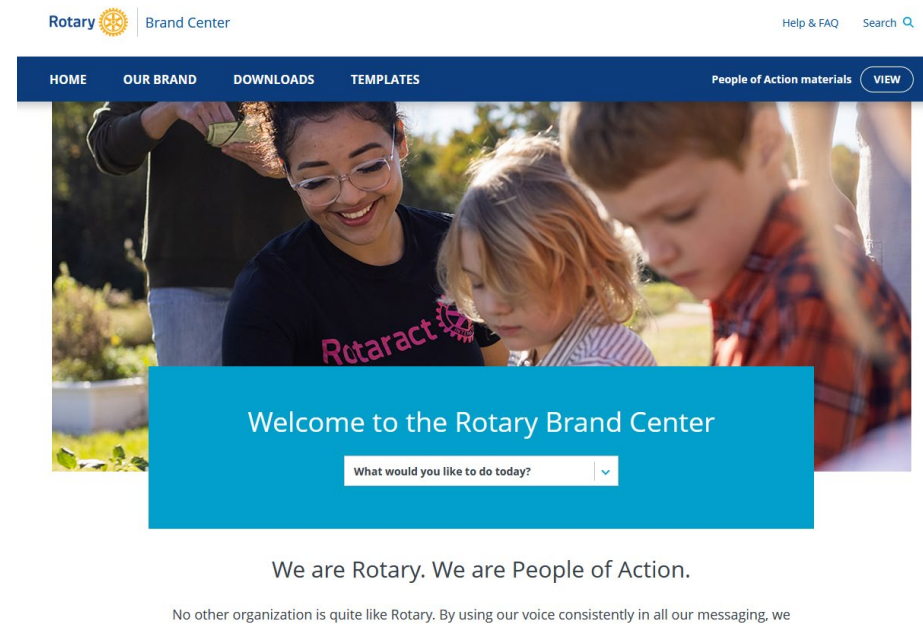 Rotary
Brand Center
Help & FAQ
Search
HOME
OUR BRAND
DOWNLOADS
TEMPLATES
People of Action materials
VIEW
Rotaract
Welcome to the Rotary Brand Center
What would you like to do today?
We are Rotary. We are People of Action.
No other organization is quite like Rotary. By using our voice consistently in all our messaging, we